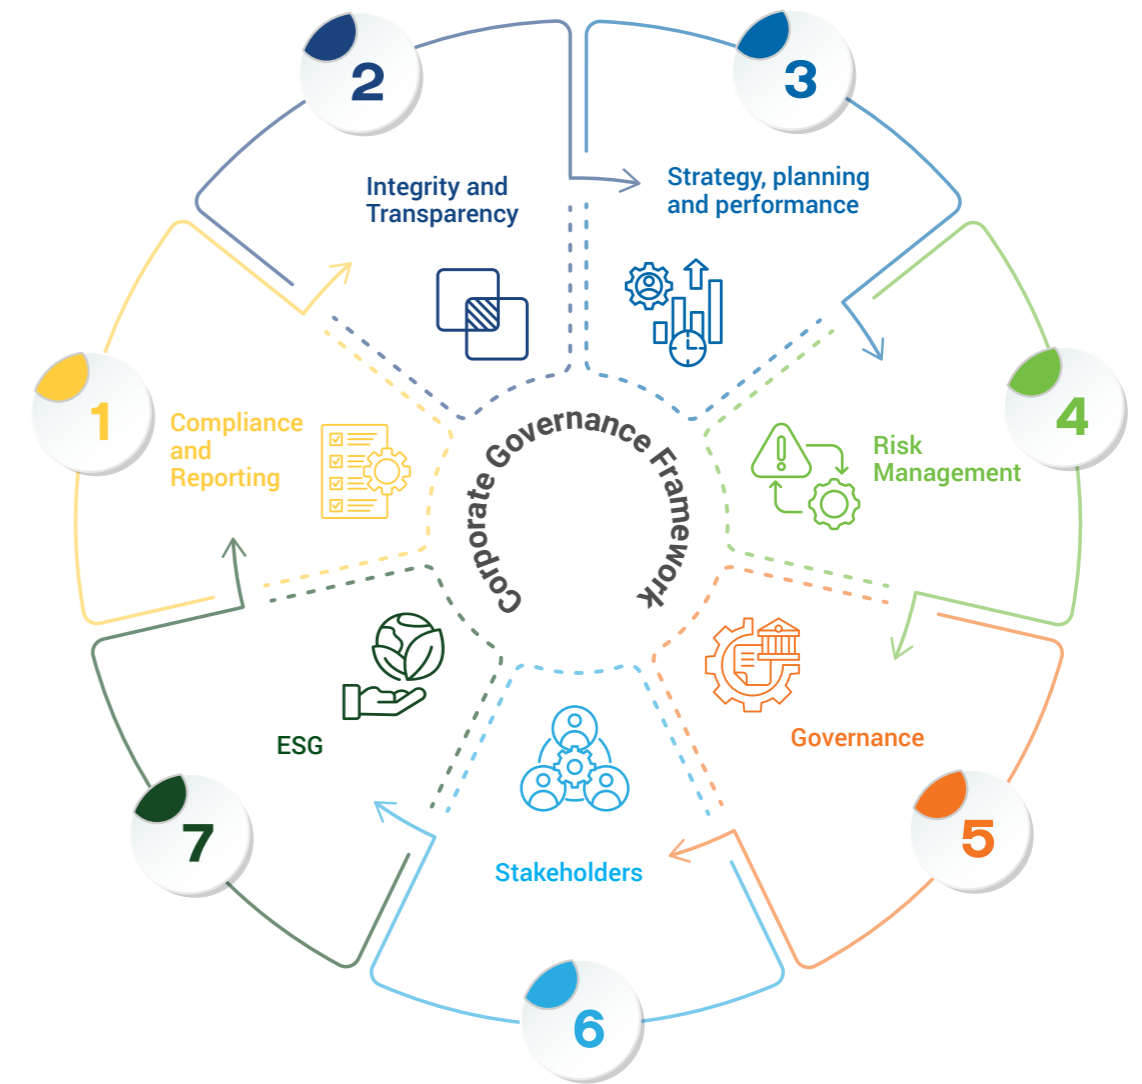 Corporate Governance Framework
1
Compliance
and
Reporting
2
Integrity and
Transparency
3
Strategy, planning
and performance
4
Risk
Management
5
Governance
6
Stakeholders
7
ESG